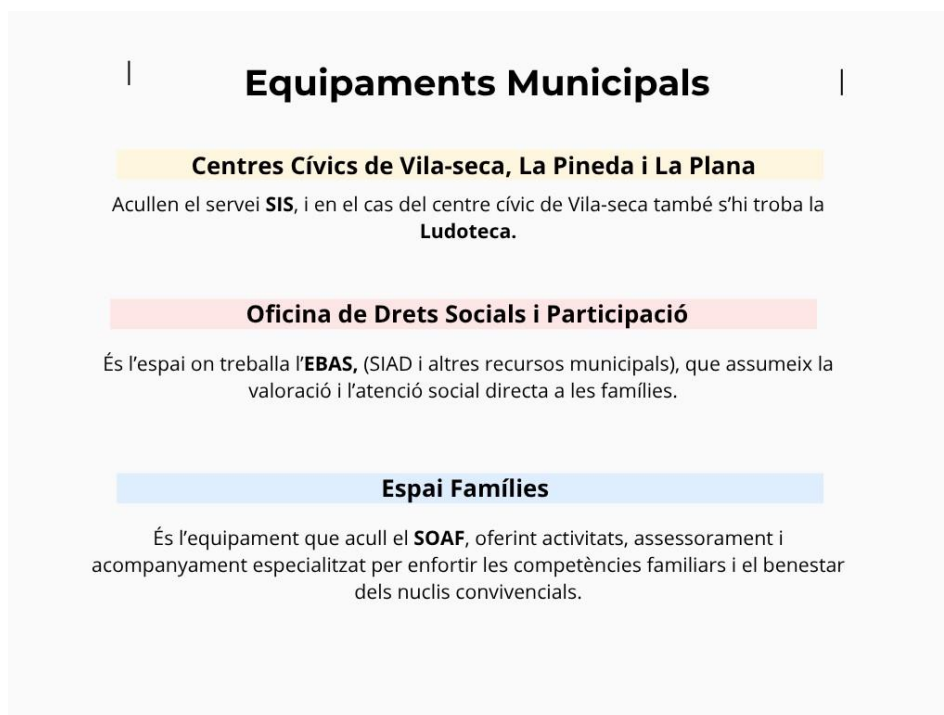 Equipaments Municipals
Centres Cívics de Vila-seca, La Pineda i La Plana
Acullen el servei SIS, i en el cas del centre cívic de Vila-seca també s’hi troba la
Ludoteca.
Oficina de Drets Socials i Participació
És l’espai on treballa l’EBAS, (SIAD i altres recursos municipals), que assumeix la
valoració i l’atenció social directa a les famílies.
Espai Famílies
És l’equipament que acull el SOAF, oferint activitats, assessorament i
acompanyament especialitzat per enfortir les competències familiars i el benestar
dels nuclis convivencials.